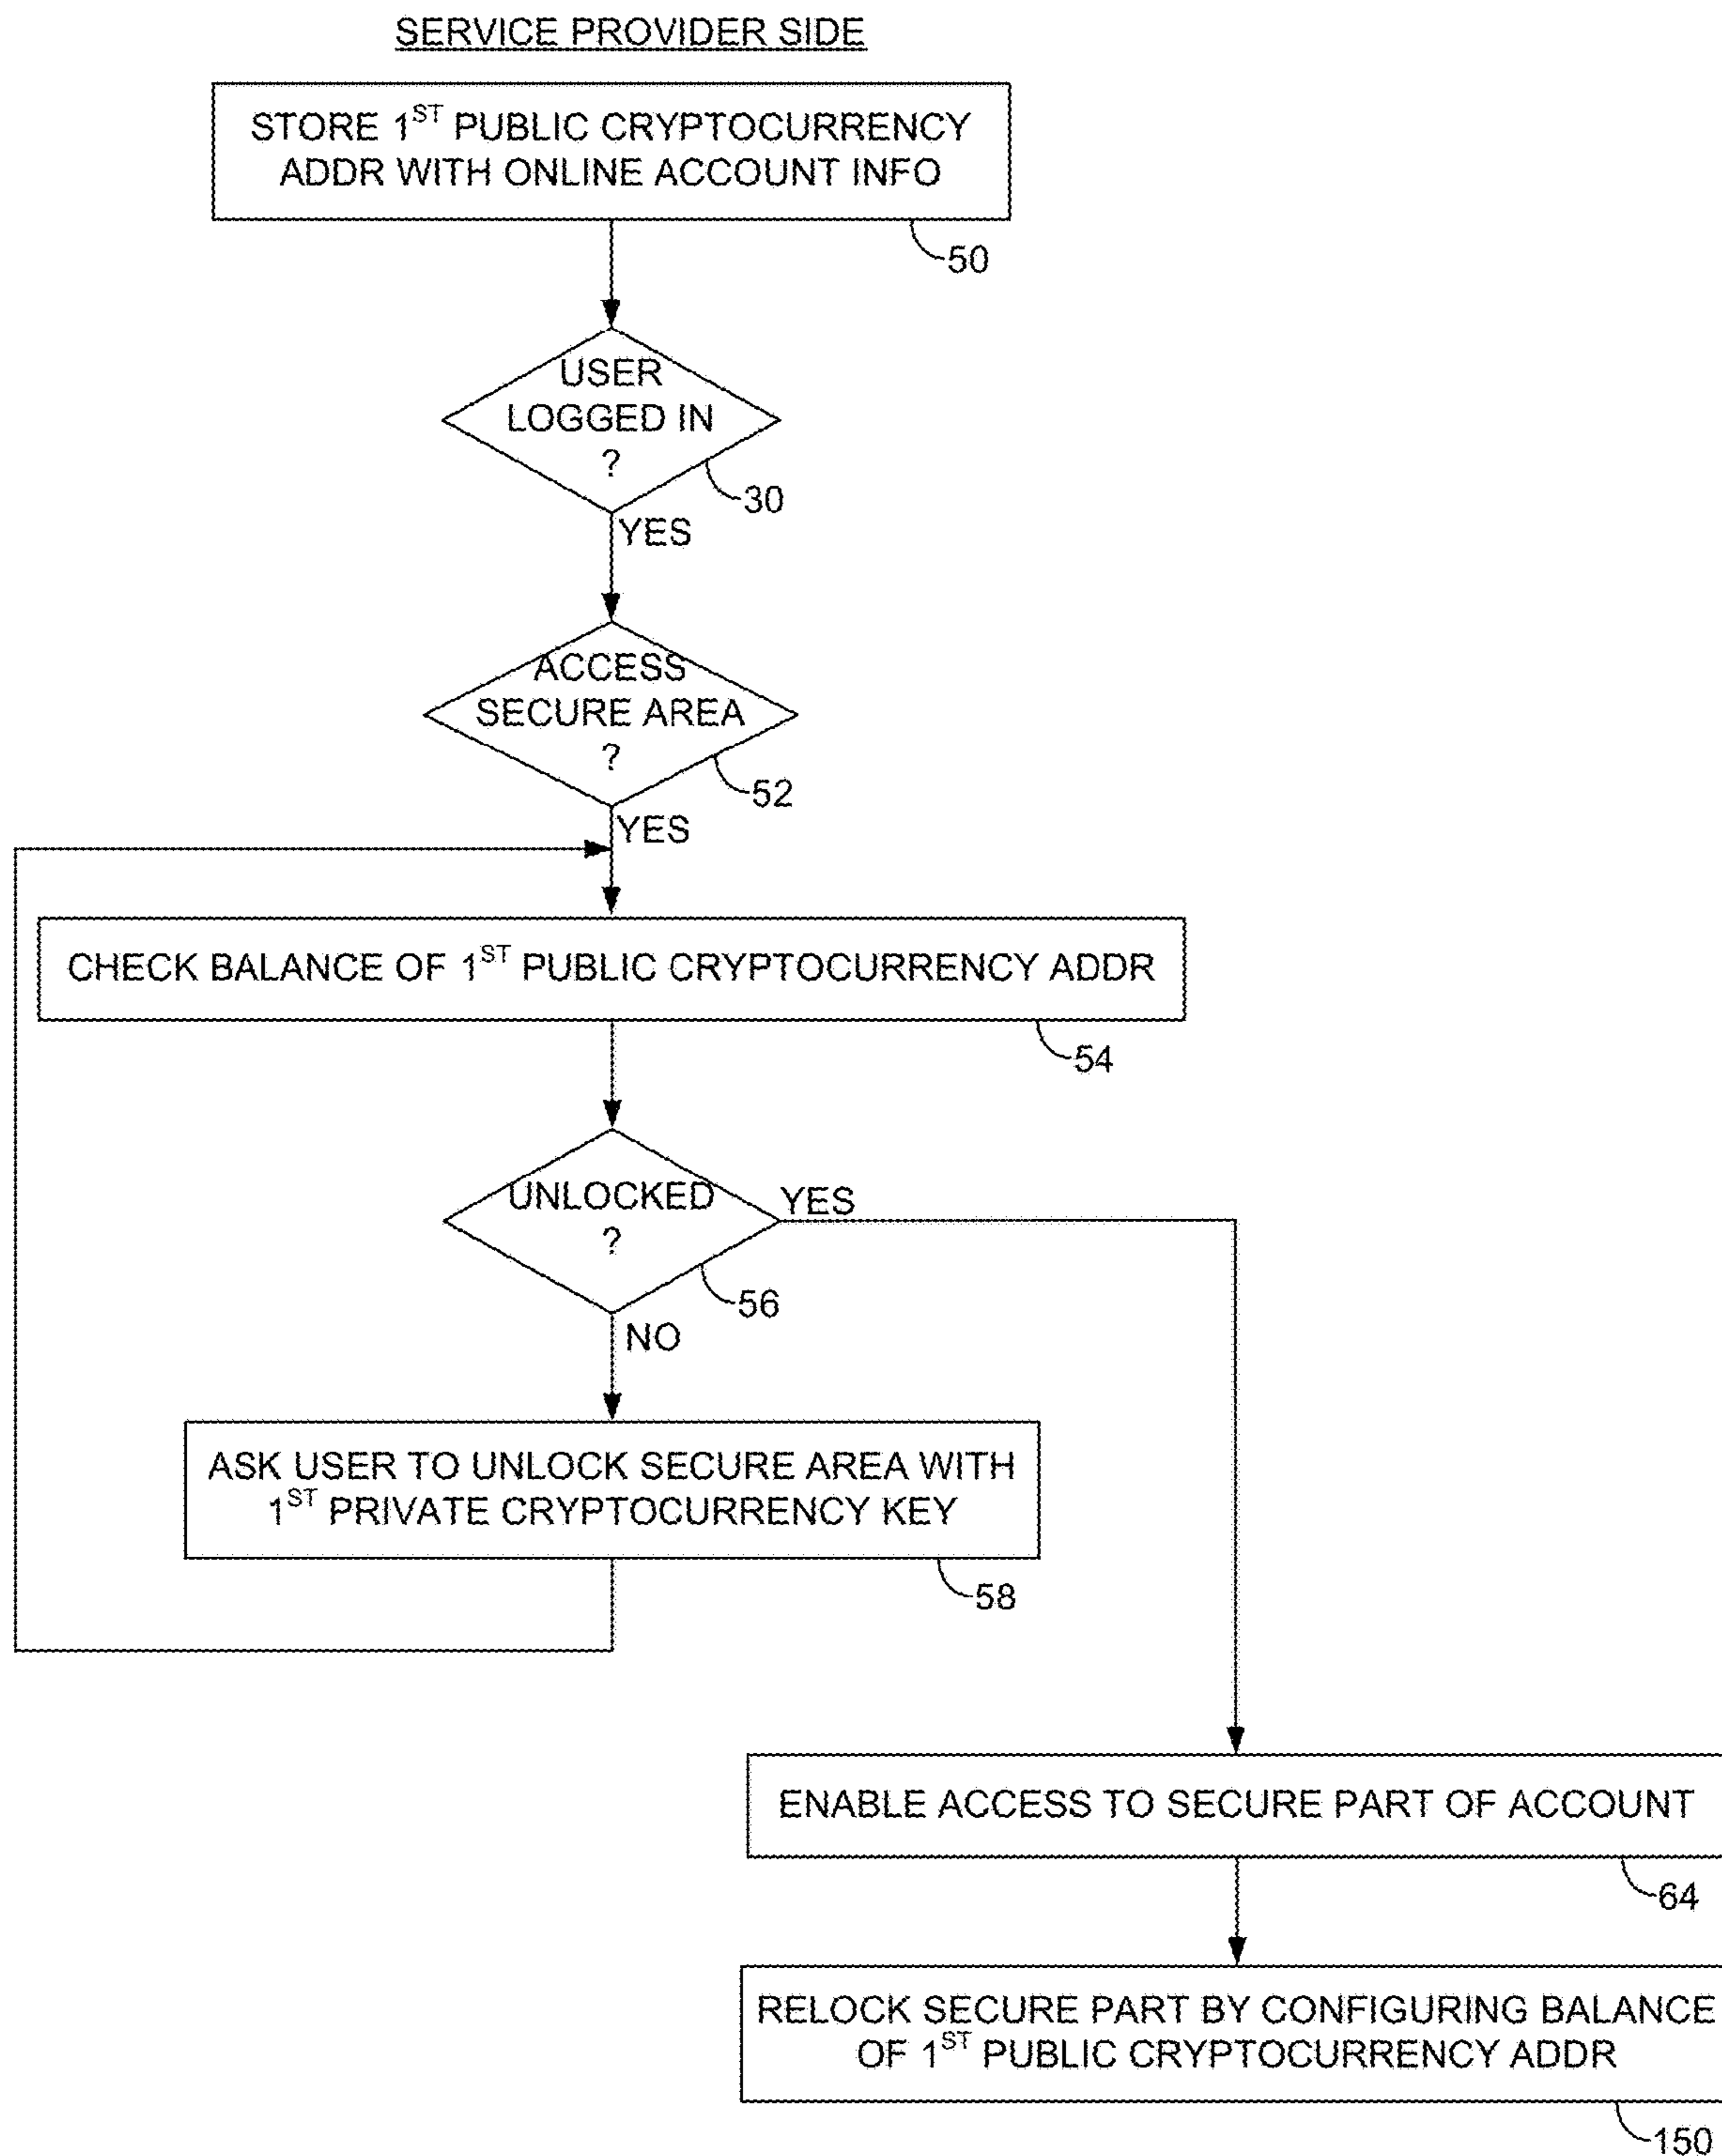 SERVICE PROVIDER SIDE
STORE 1ST PUBLIC CRYPTOCURRENCY
ADDR WITH ONLINE ACCOUNT INFO
50
USER
LOGGED IN
?
30
YES
ACCESS
SECURE AREA
?
52
YES
CHECK BALANCE OF 1ST PUBLIC CRYPTOCURRENCY ADDR
54
UNLOCKED
?
YES
56
NO
ASK USER TO UNLOCK SECURE AREA WITH
1ST PRIVATE CRYPTOCURRENCY KEY
58
ENABLE ACCESS TO SECURE PART OF ACCOUNT
64
RELOCK SECURE PART BY CONFIGURING BALANCE
OF 1ST PUBLIC CRYPTOCURRENCY ADDR
150